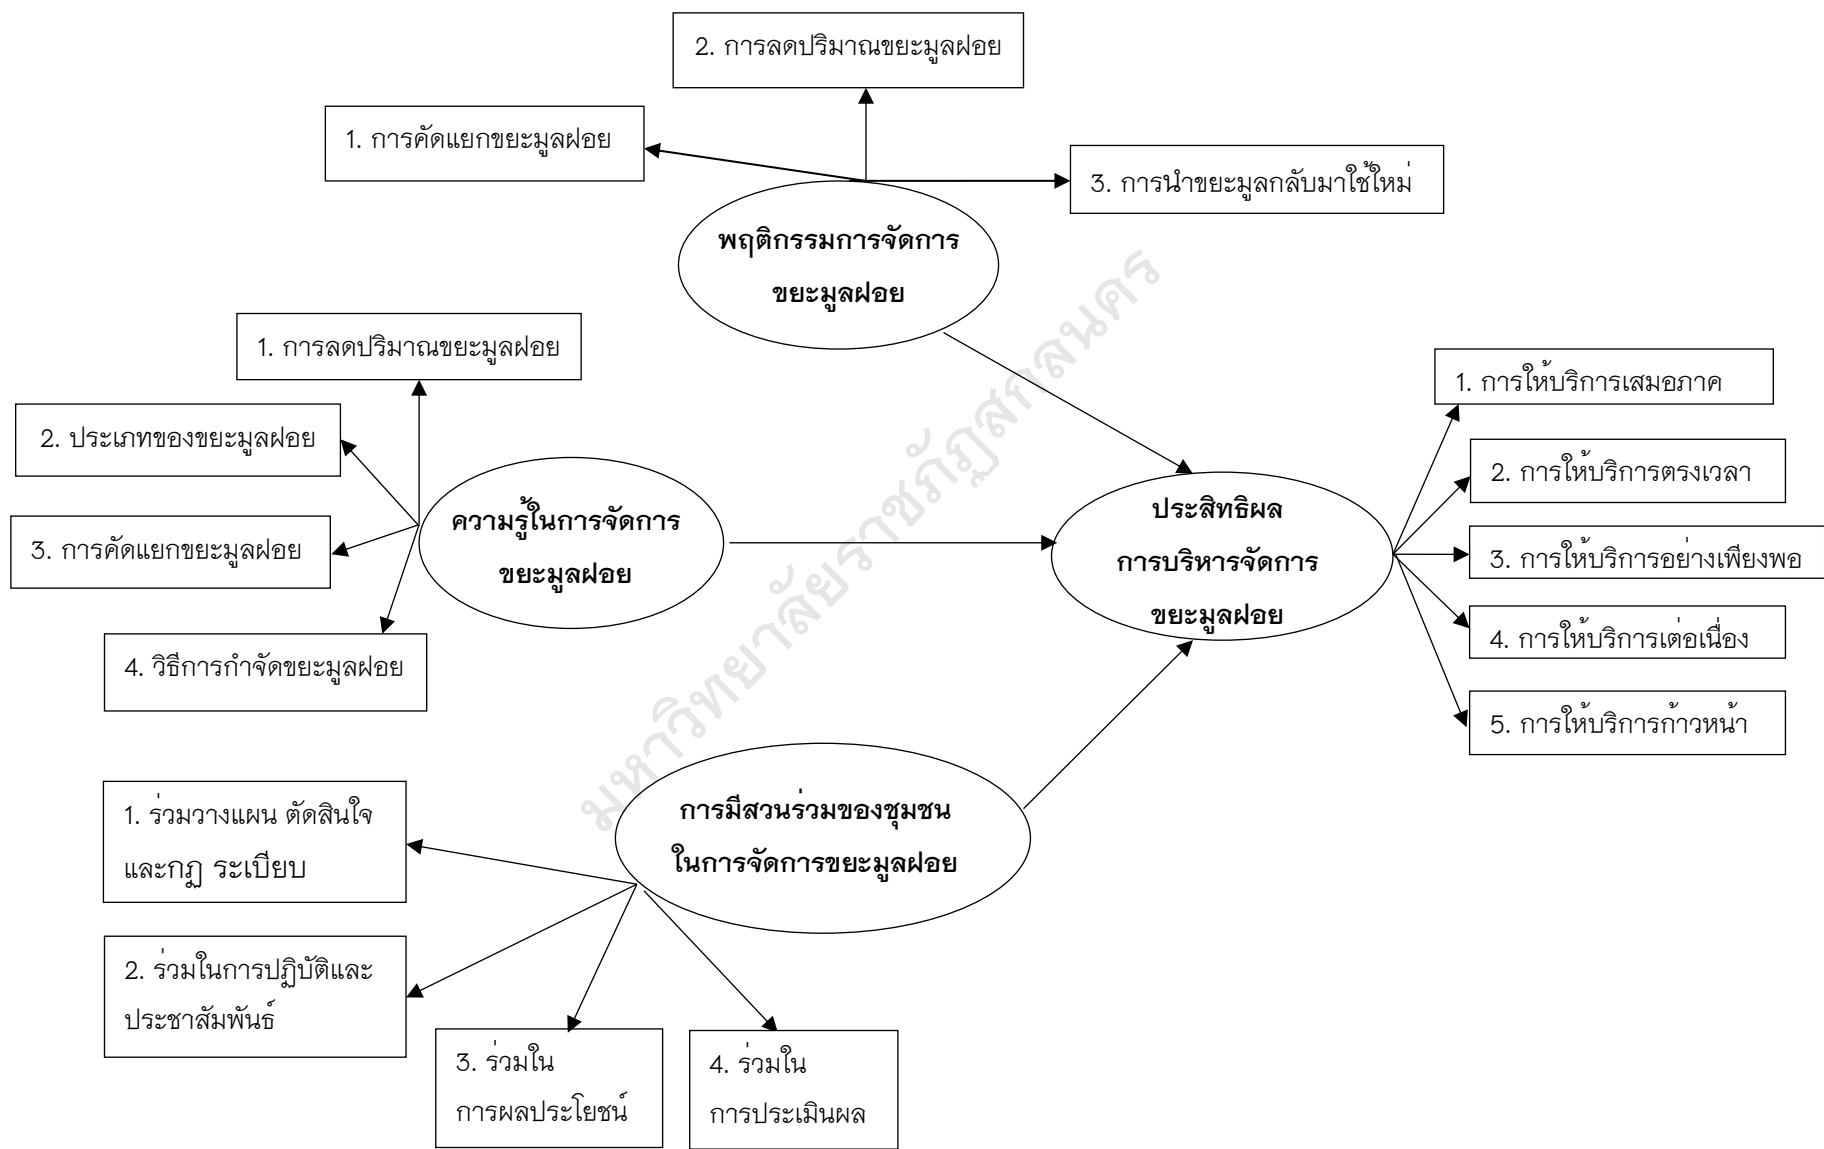 2. การลดปริมาณขยะมูลฝอย
1. การคัดแยกขยะมูลฝอย
3. การนำขยะมูลกลับมาใช้ใหม่
พฤติกรรมการจัดการ
ขยะมูลฝอย
1. การลดปริมาณขยะมูลฝอย
2. ประเภทของขยะมูลฝอย
3. การคัดแยกขยะมูลฝอย
4. วิธีการกำจัดขยะมูลฝอย
ความรู้ในการจัดการ
ขยะมูลฝอย
ประสิทธิผล
การบริหารจัดการ
ขยะมูลฝอย
1. การให้บริการเสมอภาค
2. การให้บริการตรงเวลา
3. การให้บริการอย่างเพียงพอ
4. การให้บริการเต่อเนื่อง
5. การให้บริการก้าวหน้า
การมีสวนร่วมของชุมชน
ในการจัดการขยะมูลฝอย
1. ร่วมวางแผน ตัดสินใจ
และกฎ ระเบียบ
2. ร่วมในการปฏิบัติและ
ประชาสัมพันธ์
3. ร่วมใน
การผลประโยชน์
4. ร่วมใน
การประเมินผล
มหาวิทยาลัยราชภัฏสกลนคร